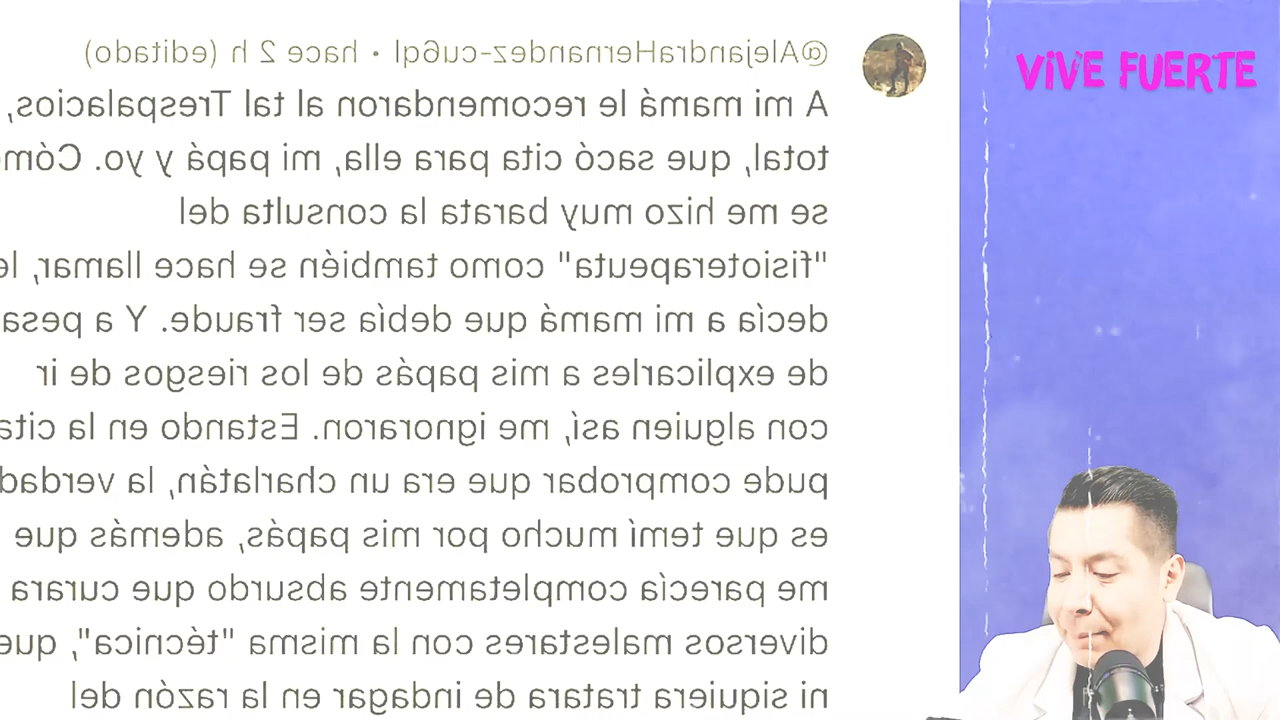 @AlejandraHernandez-cu6ql • hace 2 h (editado)
A mi mamá le recomendaron al tal Trespalacios,
total, que sacó cita para ella, mi papá y yo. Cóm
se me hizo muy barata la consulta del
"fisioterapeuta" como también se hace llamar, le
decía a mi mamá que debía ser fraude. Y a pesa
de explicarles a mis papás de los riesgos de ir
con alguien así, me ignoraron. Estando en la cita
pude comprobar que era un charlatán, la verdad
es que temí mucho por mis papás, además que
me parecía completamente absurdo que curara
diversos malestares con la misma "técnica", que
ni siquiera tratara de indagar en la razón del
VIVE FUERTE